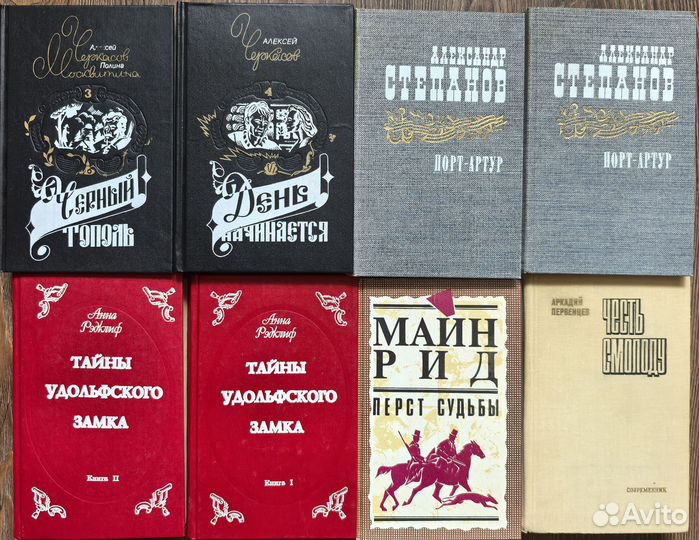 Алексей
Черкасов
Полина
Москвитина
3
Черный
тополь
Алексей
Черкасов
4
День
начинается
АЛЕКСАНДР
СТЕПАНОВ
ПОРТ-АРТУР
АЛЕКСАНДР
СТЕПАНОВ
ПОРТ-АРТУР
Анна
Рэдклиф
ТАЙНЫ
УДОЛЬФСКОГО
ЗАМКА
Книга II
Анна
Рэдклиф
ТАЙНЫ
УДОЛЬФСКОГО
ЗАМКА
Книга I
МАЙН
РИД
ПЕРСТ СУДЬБЫ
АРКАДИЙ
ПЕРВЕНЦЕВ
ЧЕСТЬ
СМОЛОДУ
СОВРЕМЕННИК
Avito